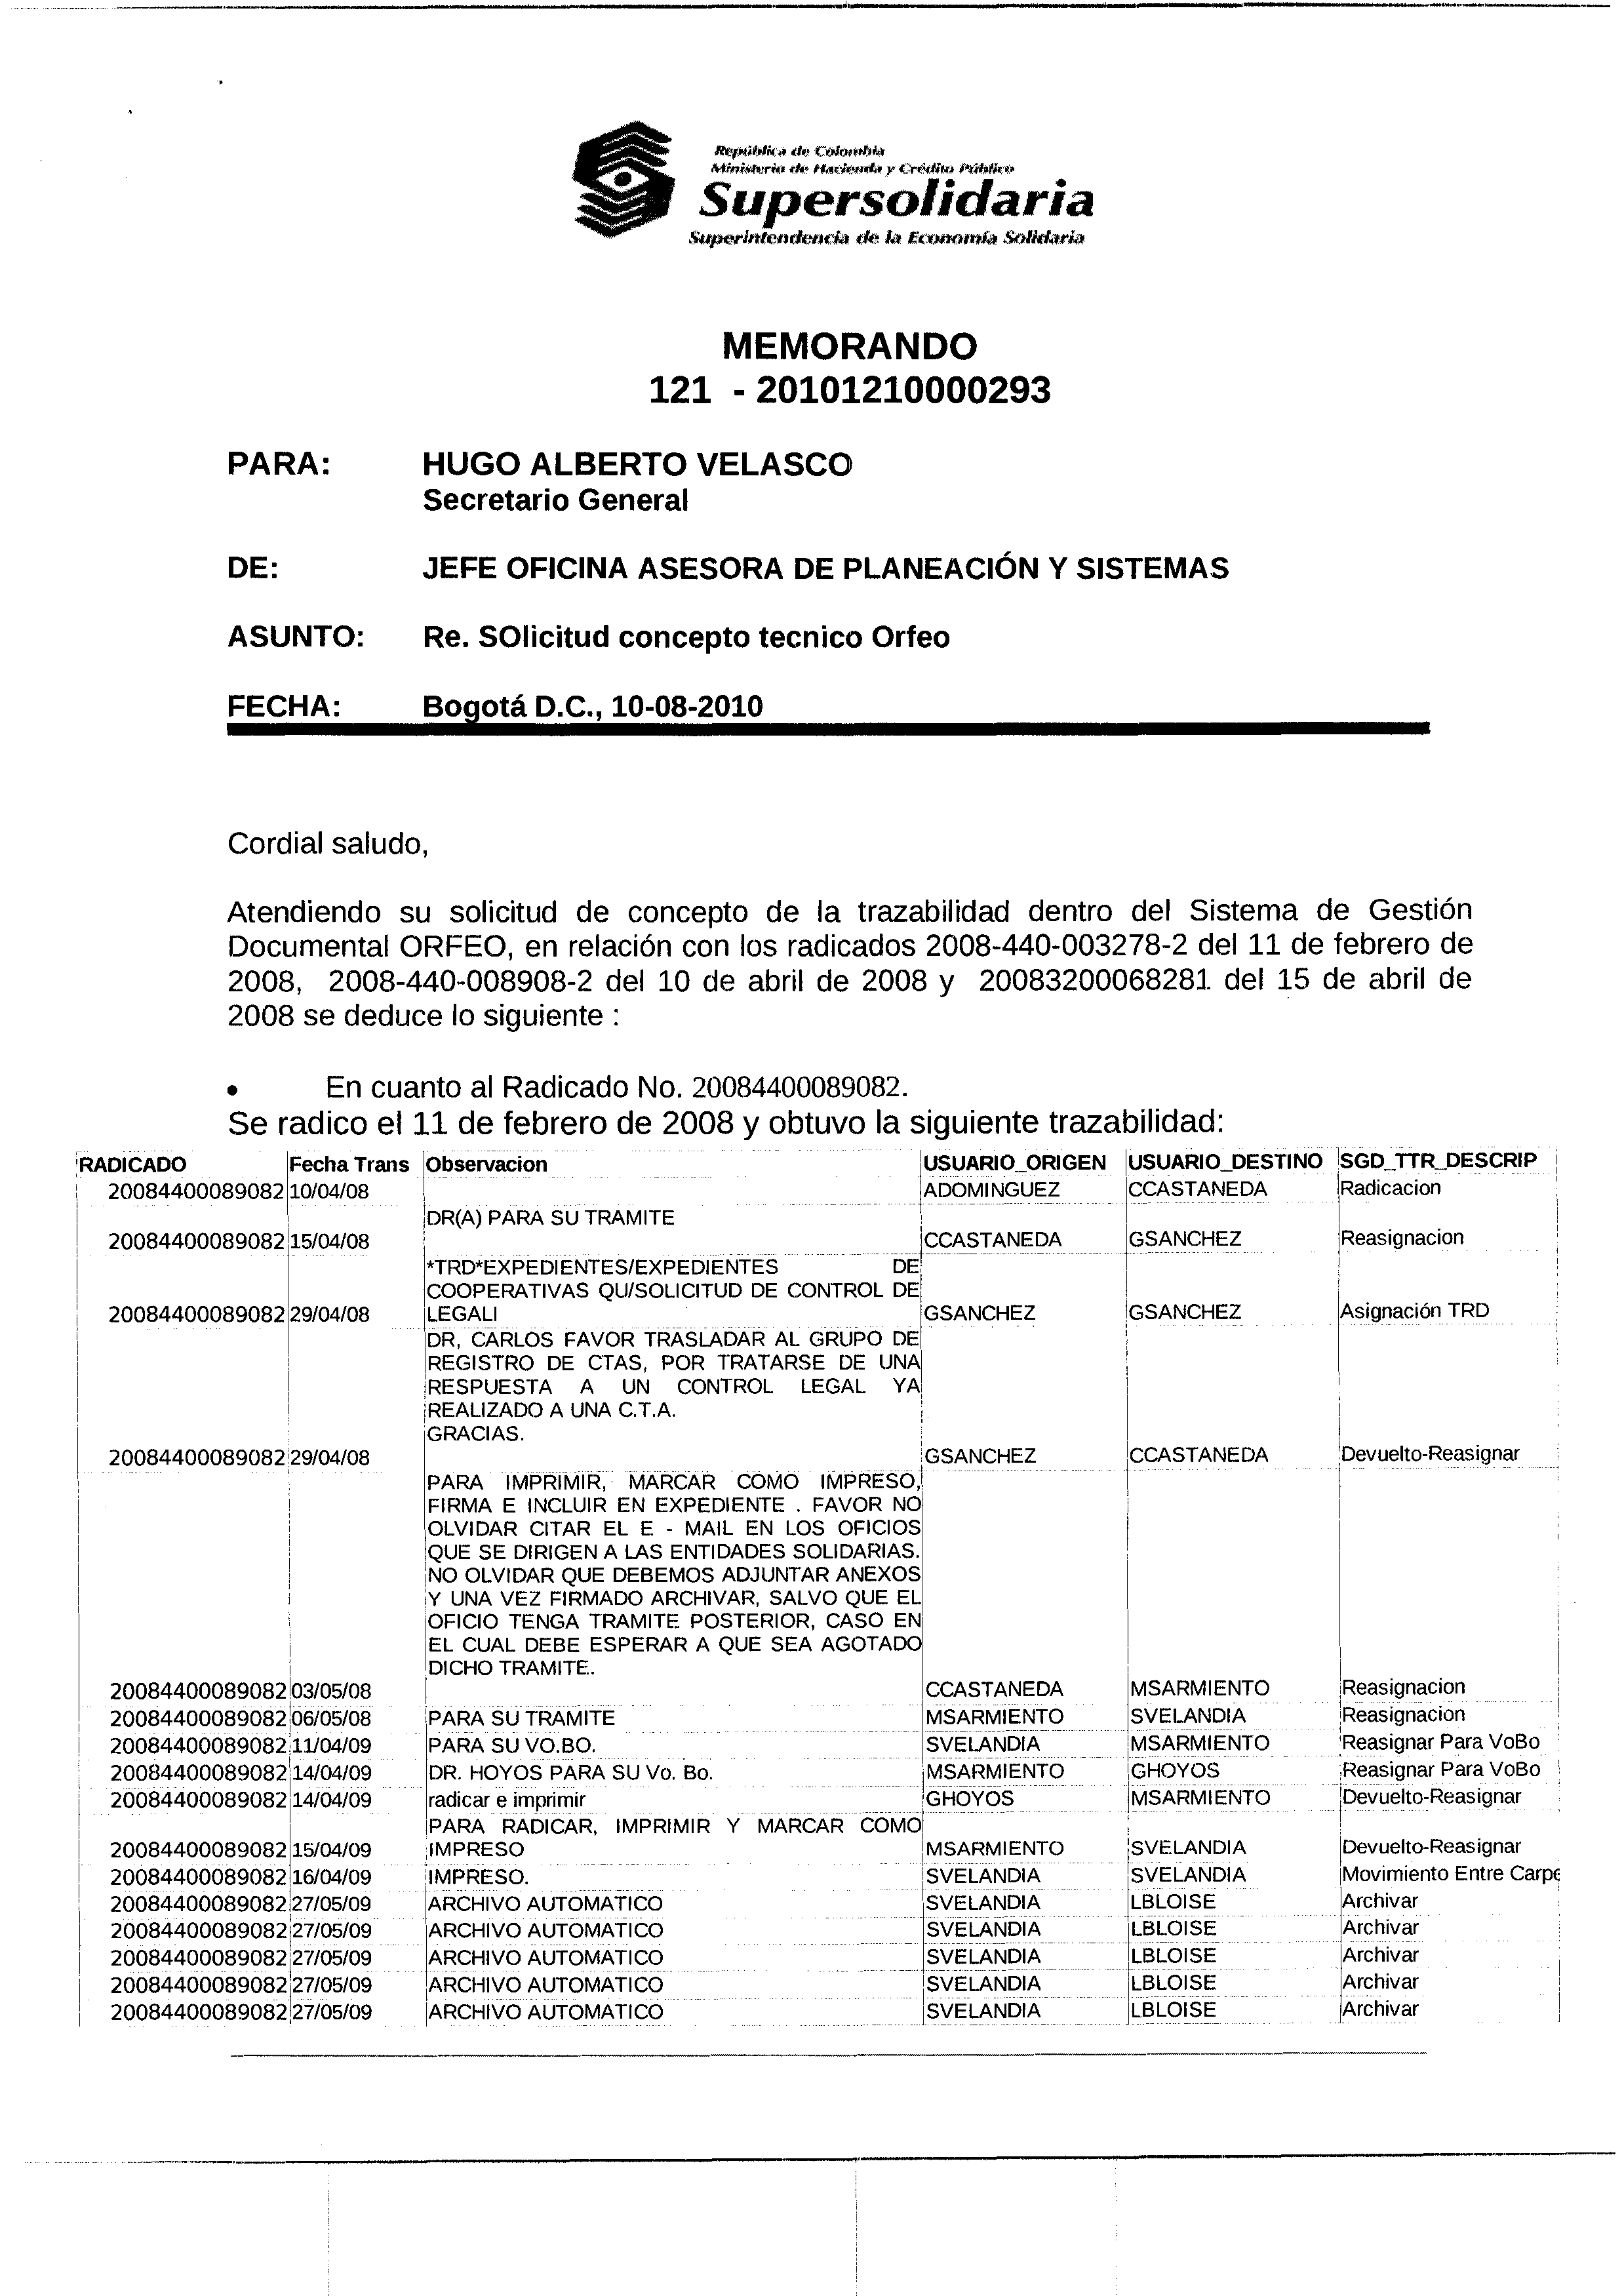 República de Colombia
Ministerio de Hacienda y Crédito Público
Supersolidaria
Superintendencia de la Economía Solidaria
MEMORANDO
121 - 20101210000293
PARA: HUGO ALBERTO VELASCO
Secretario General
DE: JEFE OFICINA ASESORA DE PLANEACIÓN Y SISTEMAS
ASUNTO: Re. SOlicitud concepto tecnico Orfeo
FECHA: Bogotá D.C., 10-08-2010
Cordial saludo,
Atendiendo su solicitud de concepto de la trazabilidad dentro del Sistema de Gestión
Documental ORFEO, en relación con los radicados 2008-440-003278-2 del 11 de febrero de
2008, 2008-440-008908-2 del 10 de abril de 2008 y 20083200068281 del 15 de abril de
2008 se deduce lo siguiente :
• En cuanto al Radicado No. 20084400089082.
Se radico el 11 de febrero de 2008 y obtuvo la siguiente trazabilidad:
RADICADO Fecha Trans Observacion USUARIO_ORIGEN USUARIO_DESTINO SGD_TTR_DESCRIP
20084400089082 10/04/08 ADOMINGUEZ CCASTANEDA Radicacion
DR(A) PARA SU TRAMITE
20084400089082 15/04/08 CCASTANEDA GSANCHEZ Reasignacion
*TRD*EXPEDIENTES/EXPEDIENTES DE
COOPERATIVAS QU/SOLICITUD DE CONTROL DE
20084400089082 29/04/08 LEGALI GSANCHEZ GSANCHEZ Asignación TRD
DR, CARLOS FAVOR TRASLADAR AL GRUPO DE
REGISTRO DE CTAS, POR TRATARSE DE UNA
RESPUESTA A UN CONTROL LEGAL YA
REALIZADO A UNA C.T.A.
GRACIAS.
20084400089082 29/04/08 GSANCHEZ CCASTANEDA Devuelto-Reasignar
PARA IMPRIMIR, MARCAR COMO IMPRESO,
FIRMA E INCLUIR EN EXPEDIENTE . FAVOR NO
OLVIDAR CITAR EL E - MAIL EN LOS OFICIOS
QUE SE DIRIGEN A LAS ENTIDADES SOLIDARIAS.
NO OLVIDAR QUE DEBEMOS ADJUNTAR ANEXOS
Y UNA VEZ FIRMADO ARCHIVAR, SALVO QUE EL
OFICIO TENGA TRAMITE POSTERIOR, CASO EN
EL CUAL DEBE ESPERAR A QUE SEA AGOTADO
DICHO TRAMITE.
20084400089082 03/05/08 CCASTANEDA MSARMIENTO Reasignacion
20084400089082 06/05/08 PARA SU TRAMITE MSARMIENTO SVELANDIA Reasignacion
20084400089082 11/04/09 PARA SU VO.BO. SVELANDIA MSARMIENTO Reasignar Para VoBo
20084400089082 14/04/09 DR. HOYOS PARA SU Vo. Bo. MSARMIENTO GHOYOS Reasignar Para VoBo
20084400089082 14/04/09 radicar e imprimir GHOYOS MSARMIENTO Devuelto-Reasignar
PARA RADICAR, IMPRIMIR Y MARCAR COMO
20084400089082 15/04/09 IMPRESO MSARMIENTO SVELANDIA Devuelto-Reasignar
20084400089082 16/04/09 IMPRESO. SVELANDIA SVELANDIA Movimiento Entre Carpe
20084400089082 27/05/09 ARCHIVO AUTOMATICO SVELANDIA LBLOISE Archivar
20084400089082 27/05/09 ARCHIVO AUTOMATICO SVELANDIA LBLOISE Archivar
20084400089082 27/05/09 ARCHIVO AUTOMATICO SVELANDIA LBLOISE Archivar
20084400089082 27/05/09 ARCHIVO AUTOMATICO SVELANDIA LBLOISE Archivar
20084400089082 27/05/09 ARCHIVO AUTOMATICO SVELANDIA LBLOISE Archivar